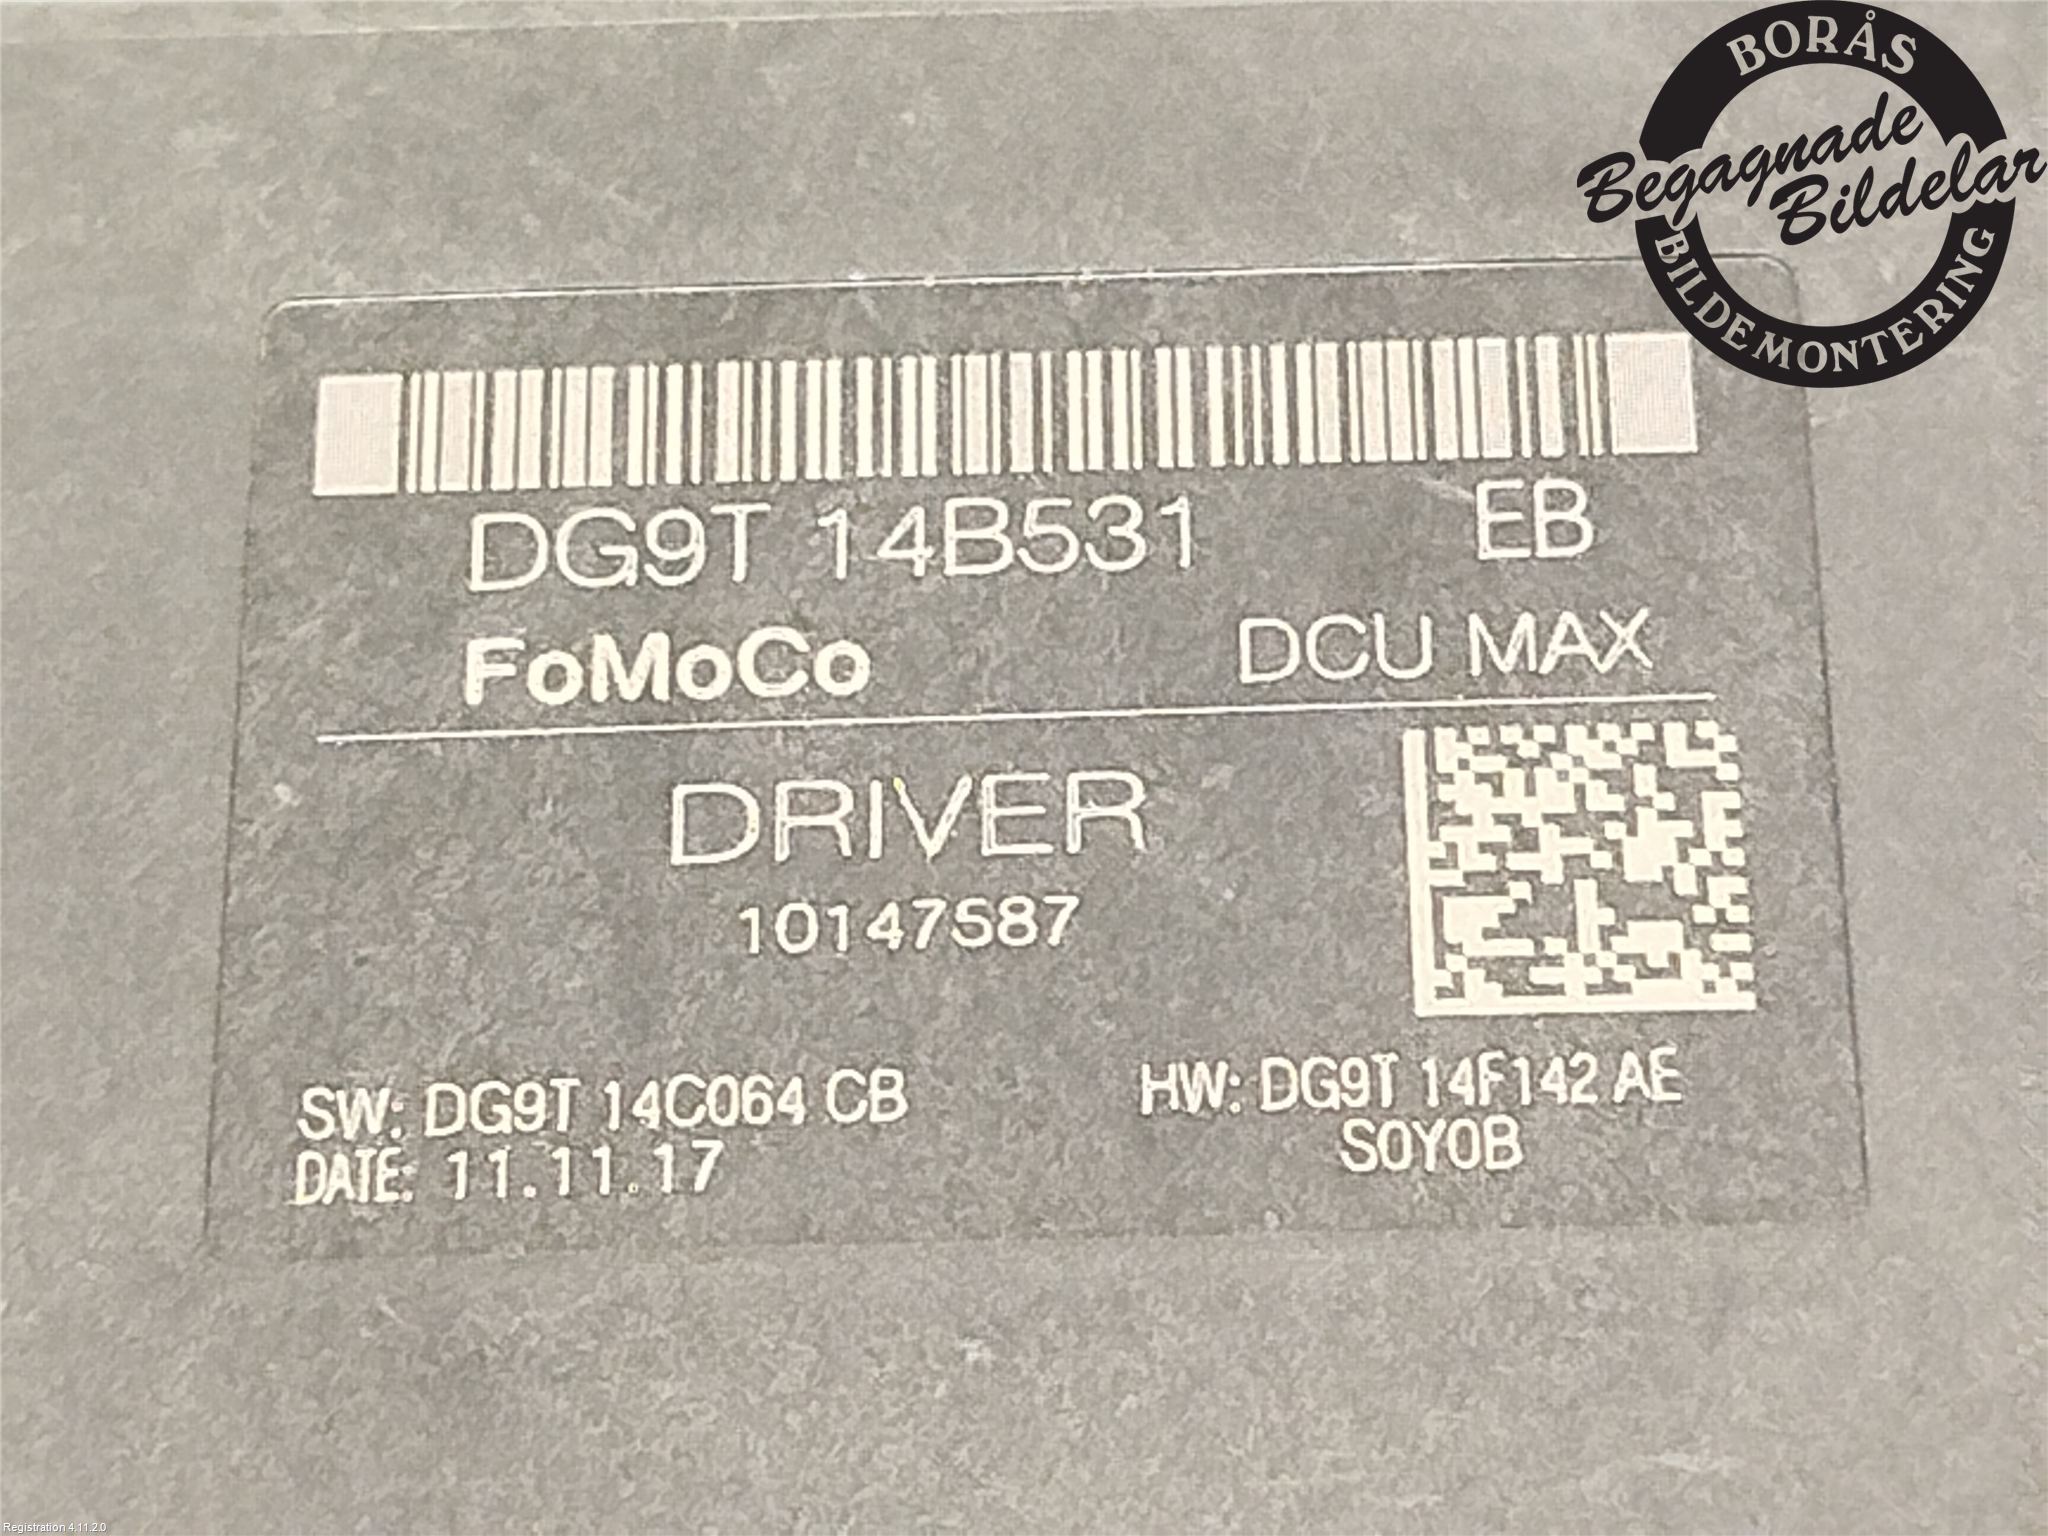 BORÅS
Begagnade
Bildelar
BILDEMONTERING
DG9T 14B531 EB
FoMoCo DCU MAX
DRIVER
10147587
SW: DG9T 14C064 CB HW: DG9T 14F142 AE
DATE: 11.11.17 S0Y0B
Registration 4.11.2.0